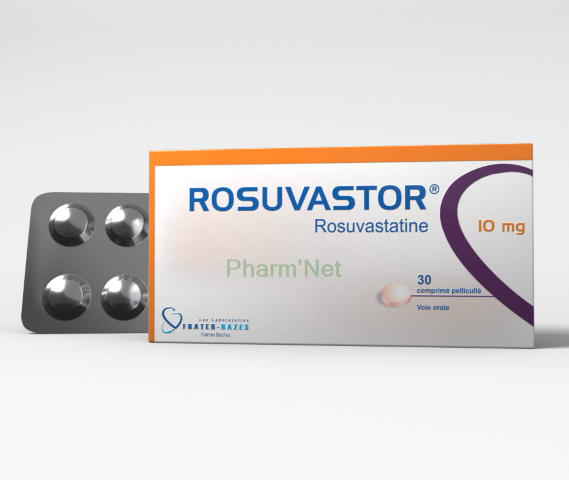 ROSUVASTOR®
Rosuvastatine
10 mg
Pharm'Net
30
comprimé pelliculé
Voie orale
Les Laboratoires
FRATER-RAZES